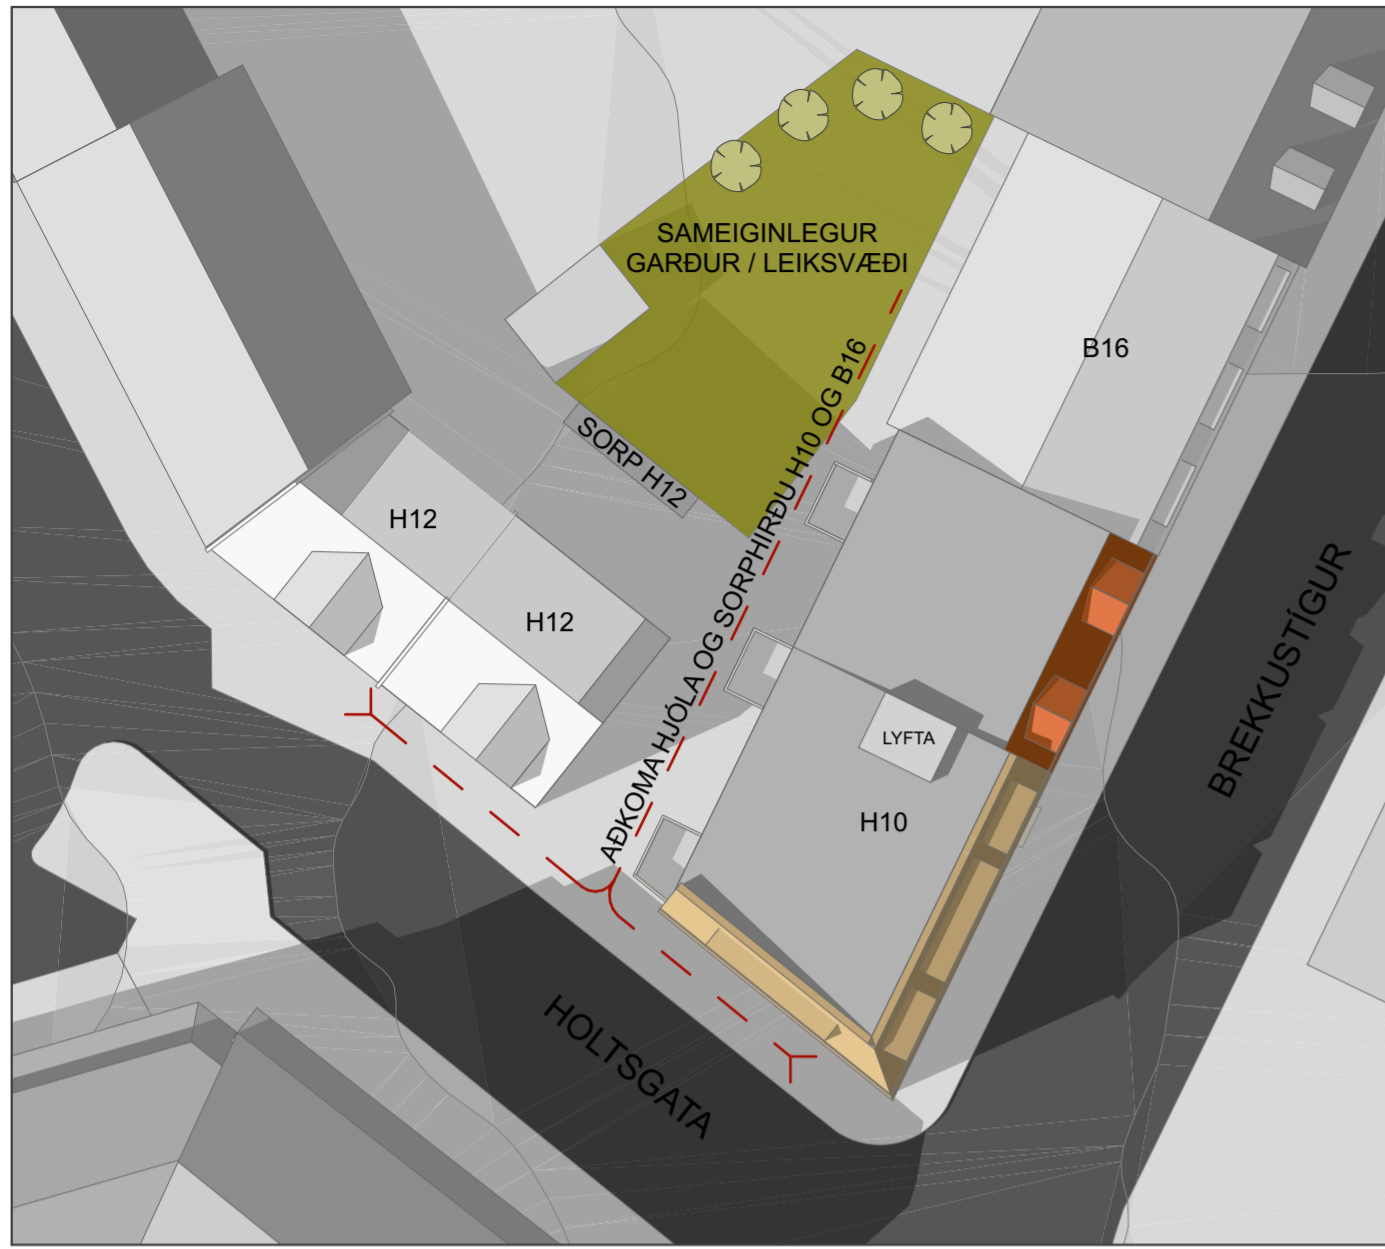 SAMEIGINLEGUR
GARÐUR / LEIKSVÆÐI
B16
SORP H12
AÐKOMA HJÓLA OG SORPHIRÐU H10 OG B16
H12
H12
BREKKUSTÍGUR
LYFTA
H10
HOLTSGATA